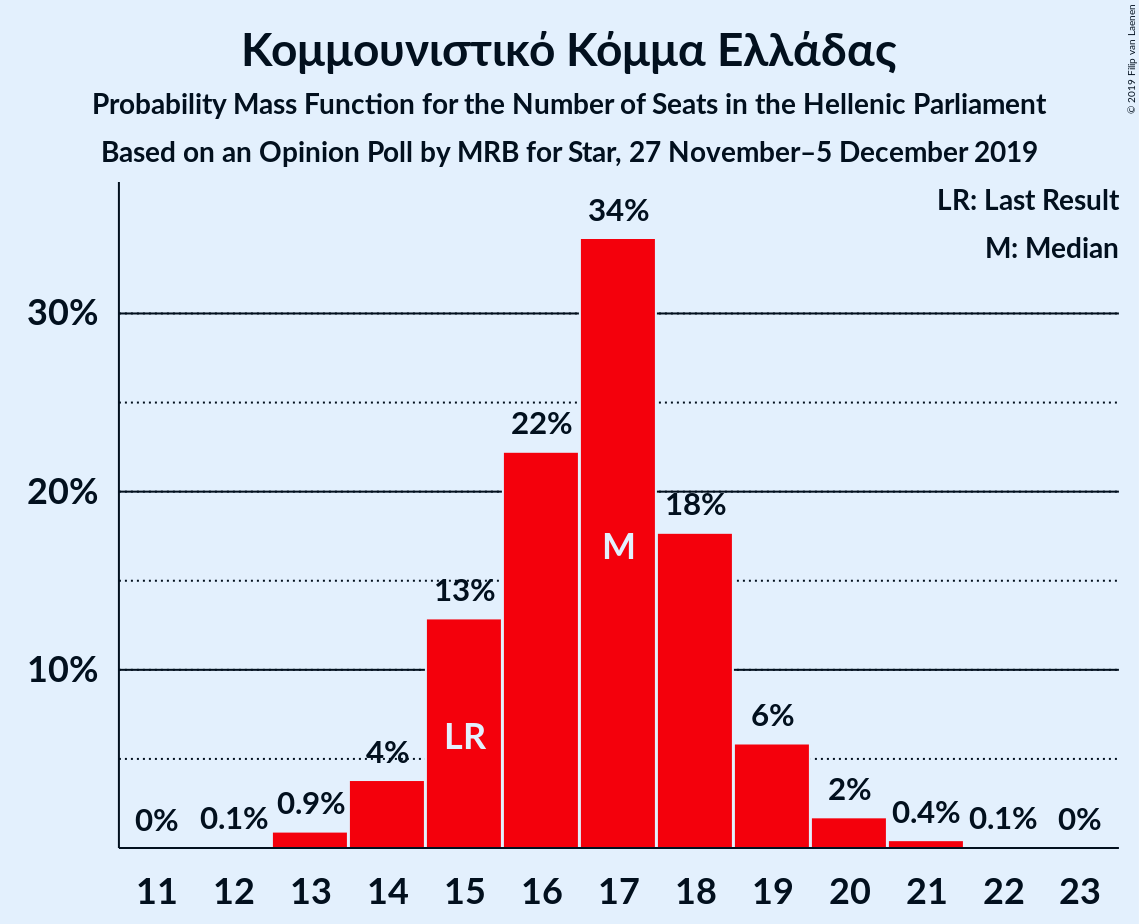 Κομμουνιστικό Κόμμα Ελλάδας
Probability Mass Function for the Number of Seats in the Hellenic Parliament
Based on an Opinion Poll by MRB for Star, 27 November–5 December 2019
© 2019 Filip van Laenen
LR: Last Result
M: Median
34%
30%
22%
20%
18%
M
13%
10%
LR
6%
4%
2%
0.9%
0.4%
0%
0.1%
0.1%
0%
11 12 13 14 15 16 17 18 19 20 21 22 23